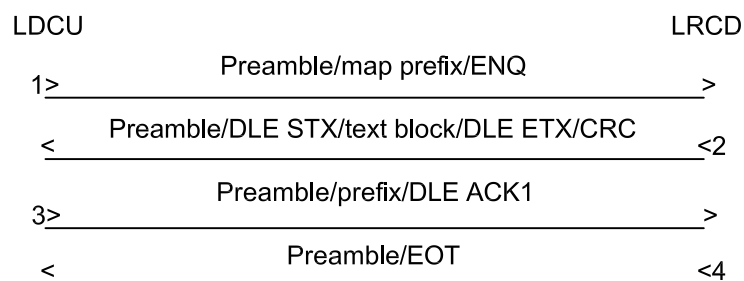 LDCU LRCD
Preamble/map prefix/ENQ
1> >
Preamble/DLE STX/text block/DLE ETX/CRC
< <2
Preamble/prefix/DLE ACK1
3> >
Preamble/EOT
< <4